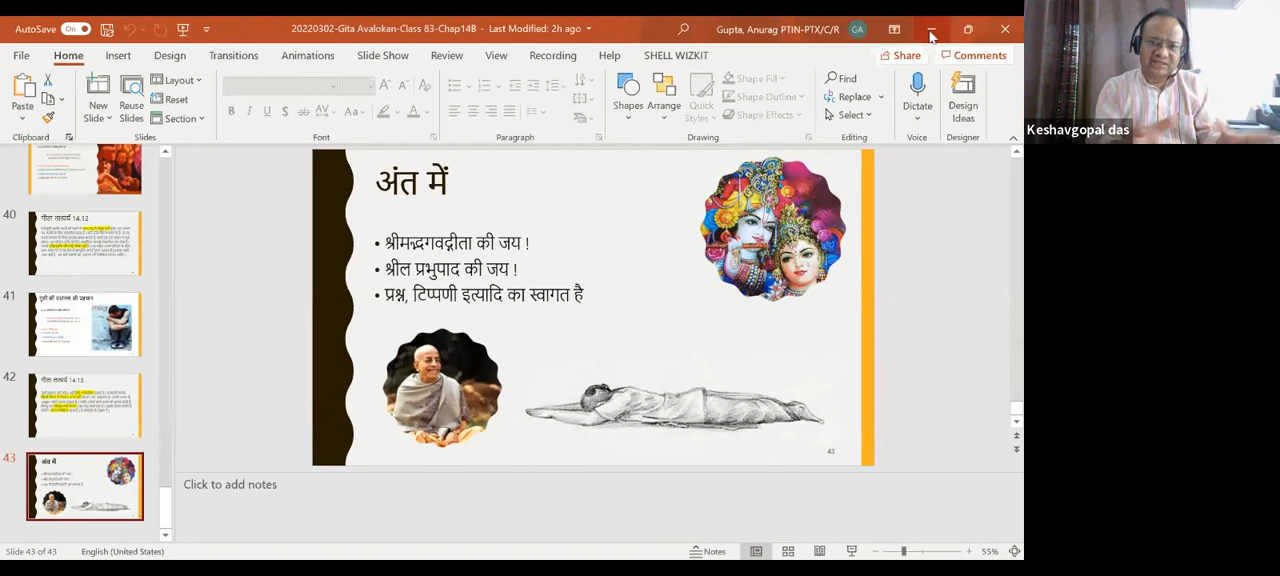 AutoSave On 20220302-Gita Avalokan-Class 83-Chap14B - Last Modified: 2h ago Gupta, Anurag PTIN-PTX/C/R GA
File Home Insert Design Transitions Animations Slide Show Review View Recording Help SHELL WIZKIT Share Comments
Paste New Slide Reuse Slides Layout Reset Section Shapes Arrange Quick Styles Shape Fill Shape Outline Shape Effects Find Replace Select Dictate Design Ideas
B I U S ab AV Aa A
Clipboard Slides Font Paragraph Drawing Editing Voice Designer
Keshavgopal das
40
गीता तात्पर्य 14.12
41
42
गीता तात्पर्य 14.13
43
अंत में
अंत में
• श्रीमद्भगवद्गीता की जय !
• श्रील प्रभुपाद की जय !
• प्रश्न, टिप्पणी इत्यादि का स्वागत है
43
Click to add notes
Slide 43 of 43 English (United States) Notes 55%